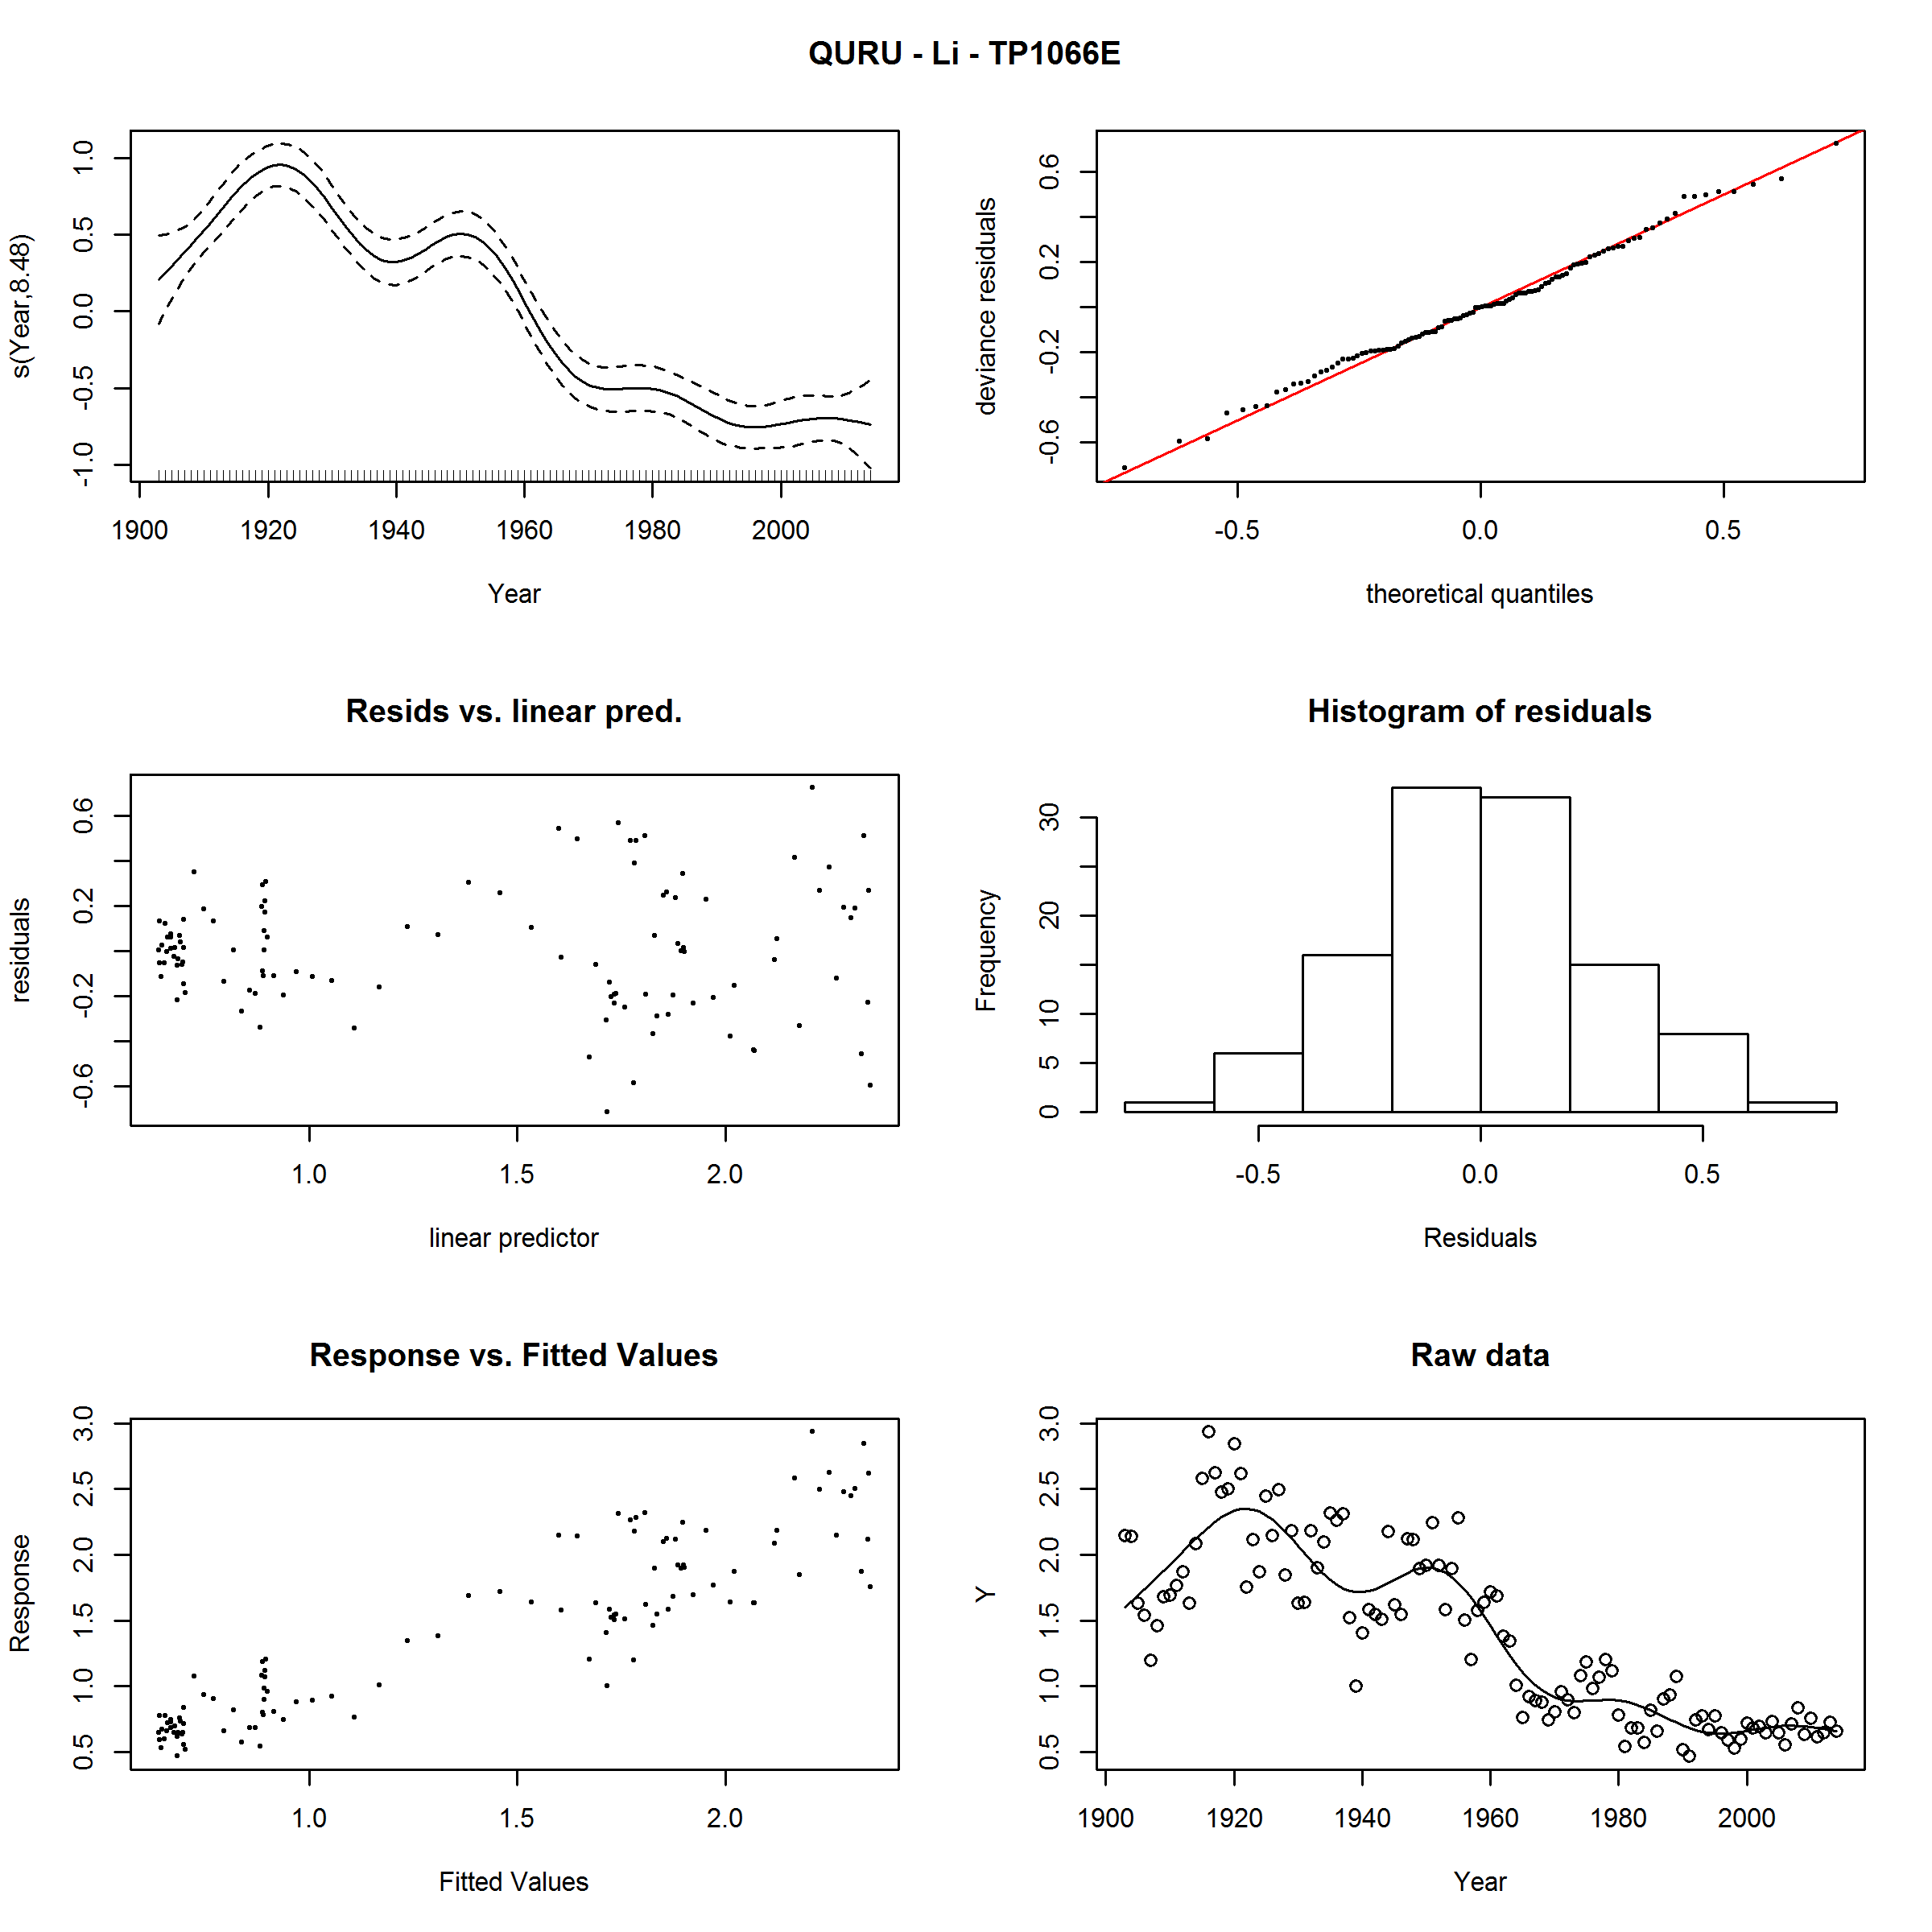 QURU - Li - TP1066E
s(Year,8.48)
1.0
0.5
0.0
-0.5
-1.0
1900 1920 1940 1960 1980 2000
Year
deviance residuals
0.6
0.2
-0.2
-0.6
-0.5 0.0 0.5
theoretical quantiles
Resids vs. linear pred.
residuals
0.6
0.2
-0.2
-0.6
1.0 1.5 2.0
linear predictor
Histogram of residuals
Frequency
30
20
10
5
0
-0.5 0.0 0.5
Residuals
Response vs. Fitted Values
Response
3.0
2.5
2.0
1.5
1.0
0.5
1.0 1.5 2.0
Fitted Values
Raw data
Y
3.0
2.5
2.0
1.5
1.0
0.5
1900 1920 1940 1960 1980 2000
Year